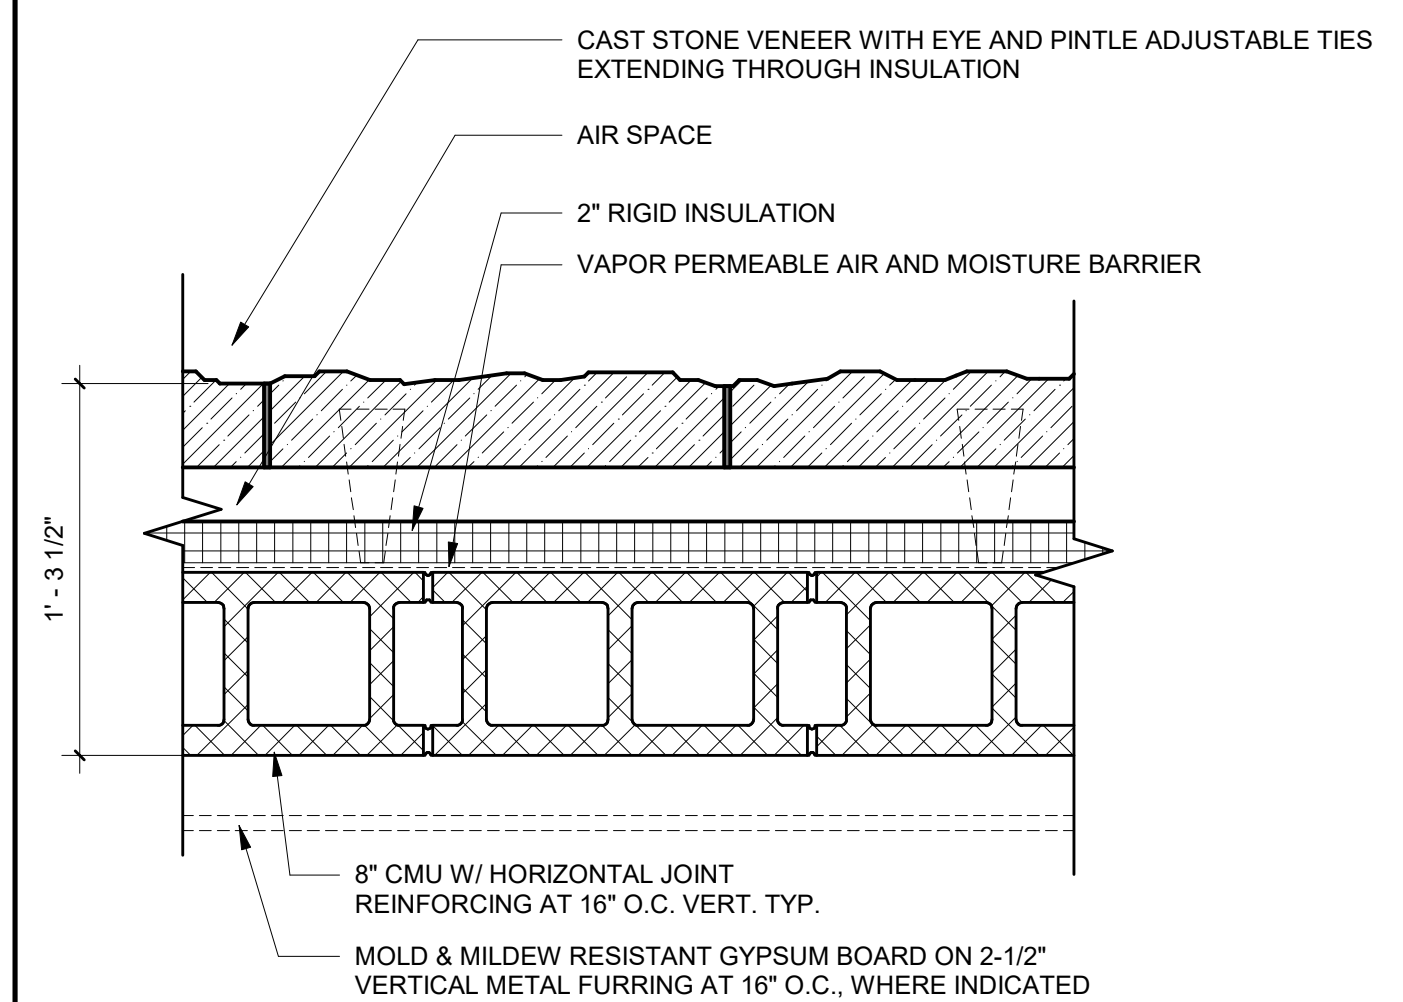 CAST STONE VENEER WITH EYE AND PINTLE ADJUSTABLE TIES
EXTENDING THROUGH INSULATION
AIR SPACE
2" RIGID INSULATION
VAPOR PERMEABLE AIR AND MOISTURE BARRIER
1' - 3 1/2"
8" CMU W/ HORIZONTAL JOINT
REINFORCING AT 16" O.C. VERT. TYP.
MOLD & MILDEW RESISTANT GYPSUM BOARD ON 2-1/2"
VERTICAL METAL FURRING AT 16" O.C., WHERE INDICATED